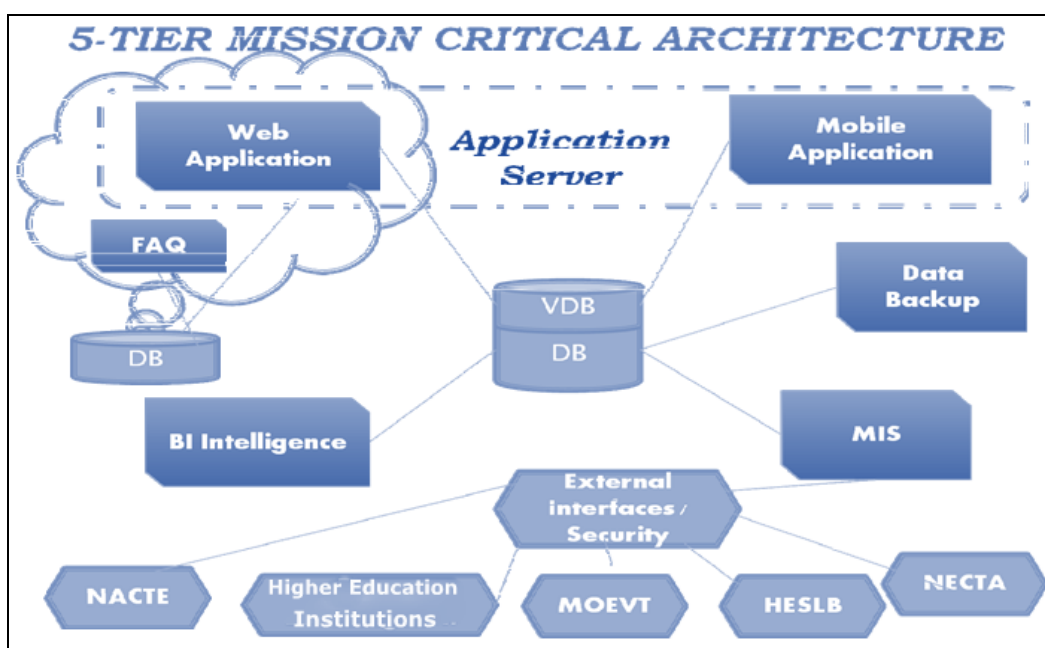 5-TIER MISSION CRITICAL ARCHITECTURE
Web
Application
Application
Server
Mobile
Application
FAQ
DB
VDB
DB
Data
Backup
BI Intelligence
MIS
External
interfaces /
Security
NACTE
Higher Education
Institutions
MOEVT
HESLB
NECTA